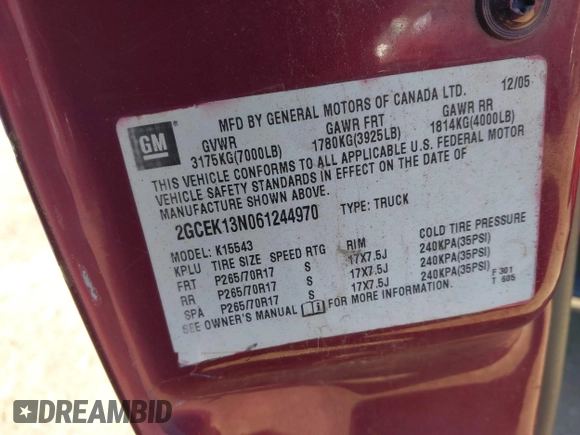 MFD BY GENERAL MOTORS OF CANADA LTD. 12/05
GM
GVWR GAWR FRT GAWR RR
3175KG(7000LB) 1780KG(3925LB) 1814KG(4000LB)
THIS VEHICLE CONFORMS TO ALL APPLICABLE U.S. FEDERAL MOTOR
VEHICLE SAFETY STANDARDS IN EFFECT ON THE DATE OF
MANUFACTURE SHOWN ABOVE.
2GCEK13N061244970 TYPE: TRUCK
MODEL: K15543
KPLU TIRE SIZE SPEED RTG RIM COLD TIRE PRESSURE
FRT P265/70R17 S 17X7.5J 240KPA(35PSI)
RR P265/70R17 S 17X7.5J 240KPA(35PSI)
SPA P265/70R17 S 17X7.5J 240KPA(35PSI)
SEE OWNER'S MANUAL i FOR MORE INFORMATION.
F 301
T 605
DREAMBID